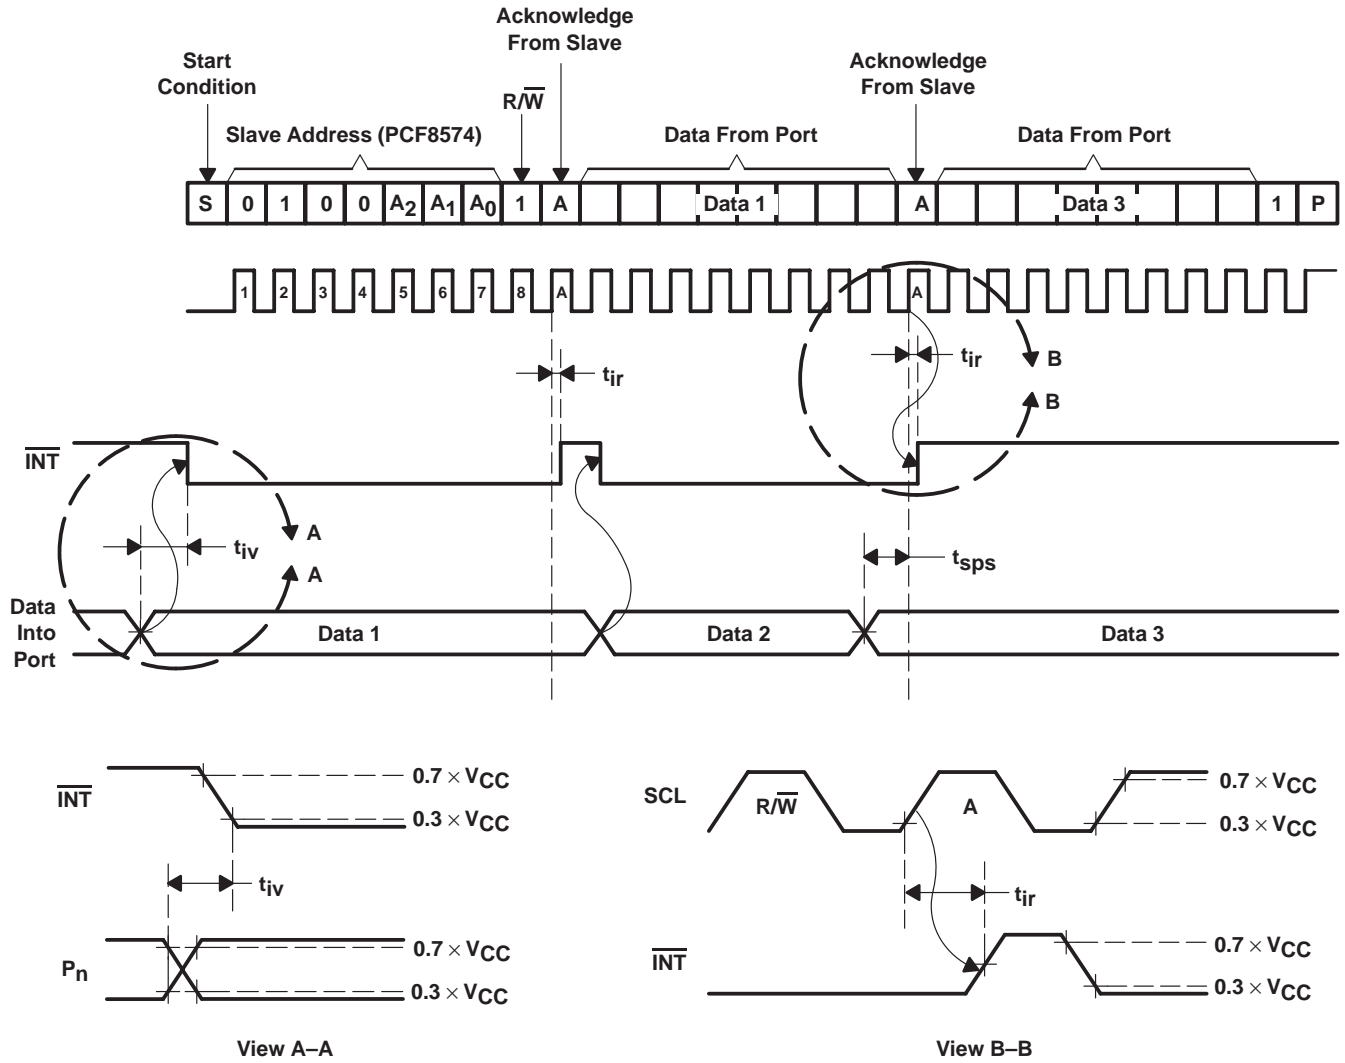 Acknowledge
From Slave
Start
Condition
Acknowledge
From Slave
R/W̅
Slave Address (PCF8574)
Data From Port
Data From Port
S 0 1 0 0 A2 A1 A0 1 A Data 1 A Data 3 1 P
1 2 3 4 5 6 7 8 A A
tir
tir
B
B
I̅N̅T̅
A
tiv
A
tsps
Data
Into
Port
Data 1
Data 2
Data 3
I̅N̅T̅
0.7 × VCC
0.3 × VCC
tiv
Pn
0.7 × VCC
0.3 × VCC
View A–A
SCL
R/W̅
A
0.7 × VCC
0.3 × VCC
tir
I̅N̅T̅
0.7 × VCC
0.3 × VCC
View B–B